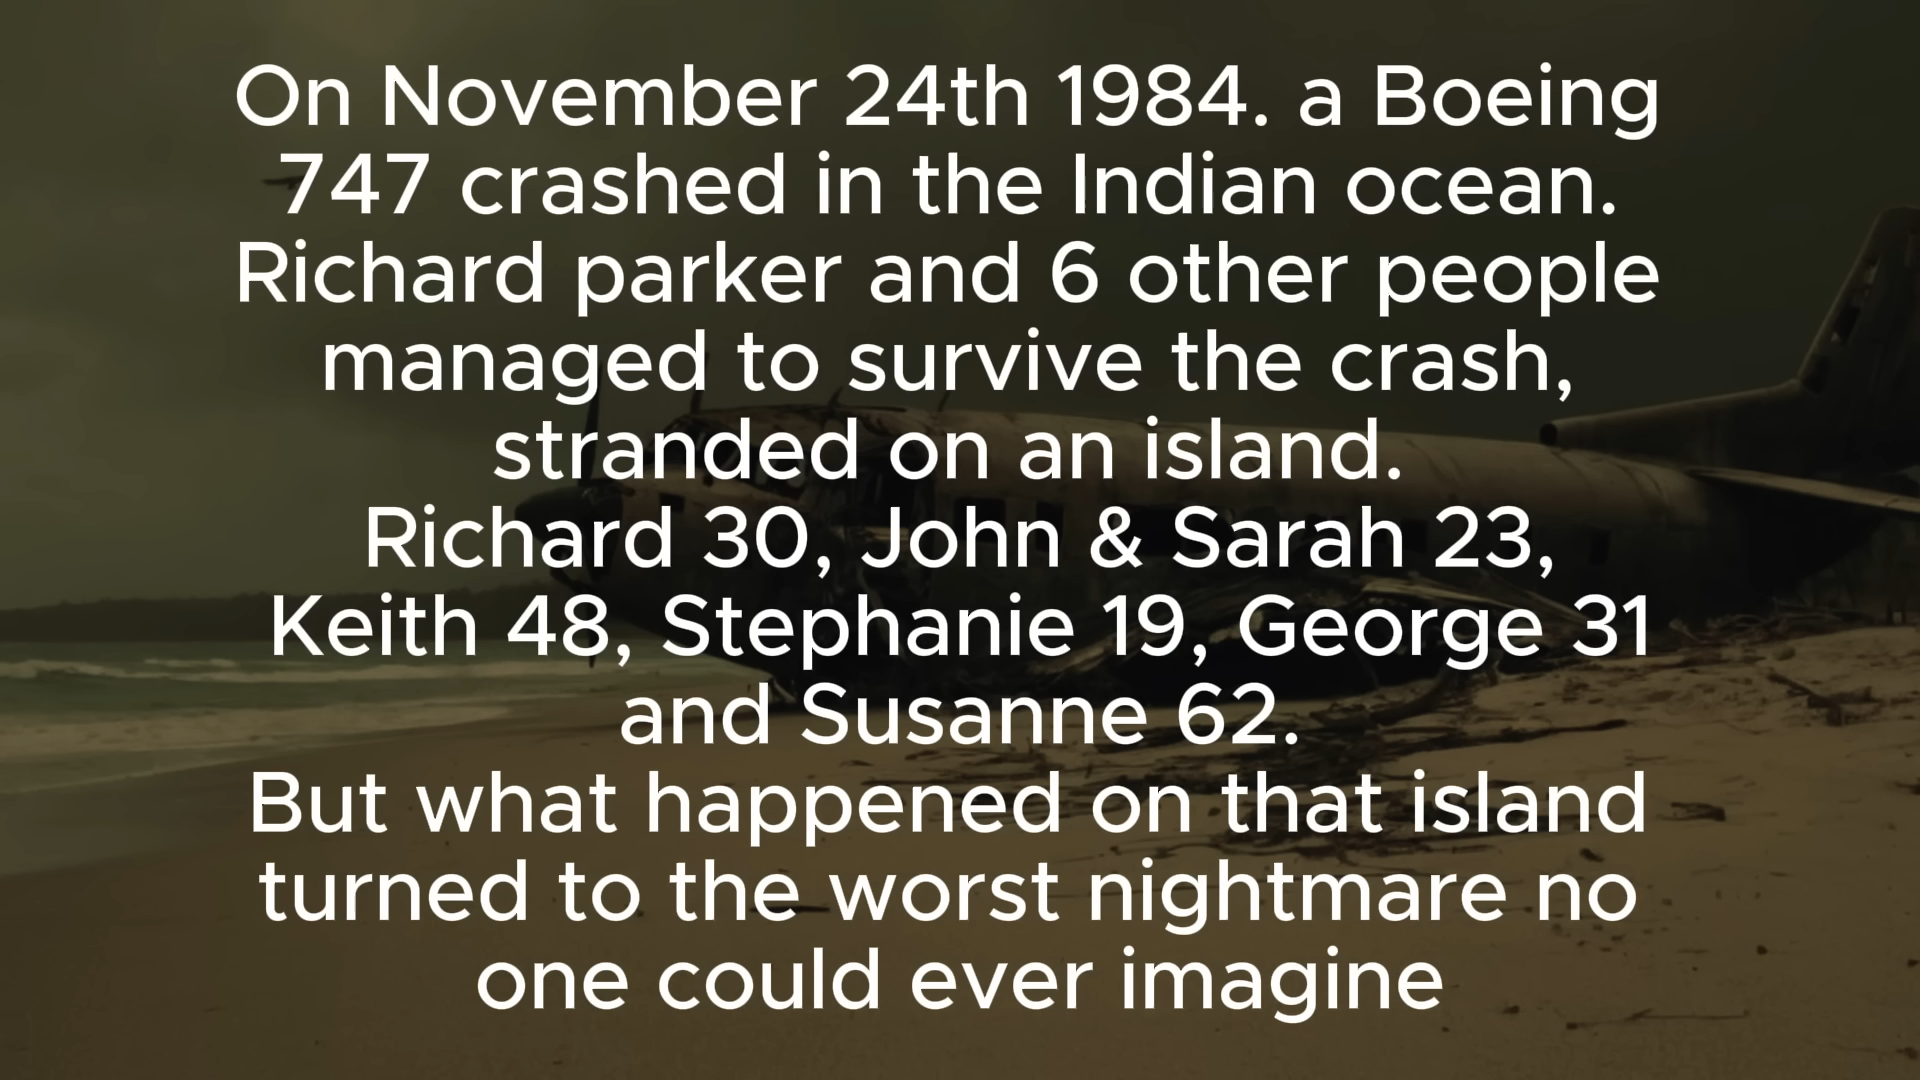 On November 24th 1984. a Boeing
747 crashed in the Indian ocean.
Richard parker and 6 other people
managed to survive the crash,
stranded on an island.
Richard 30, John & Sarah 23,
Keith 48, Stephanie 19, George 31
and Susanne 62.
But what happened on that island
turned to the worst nightmare no
one could ever imagine